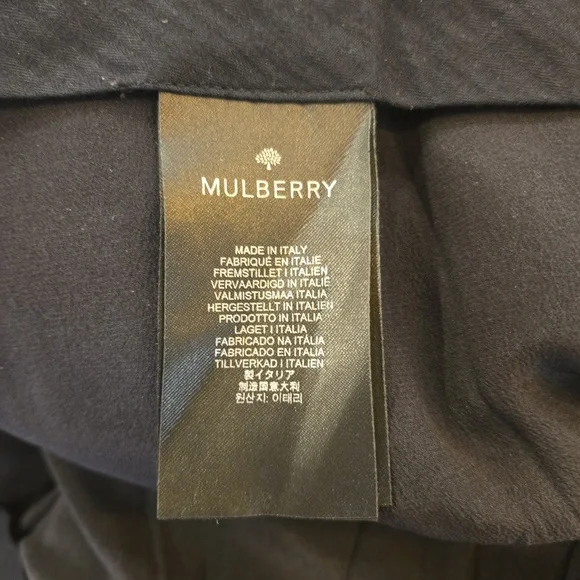 MULBERRY
MADE IN ITALY
FABRIQUÉ EN ITALIE
FREMSTILLET I ITALIEN
VERVAARDIGD IN ITALIË
VALMISTUSMAA ITALIA
HERGESTELLT IN ITALIEN
PRODOTTO IN ITALIA
LAGET I ITALIA
FABRICADO NA ITÁLIA
FABRICADO EN ITALIA
TILLVERKAD I ITALIEN
製イタリア
制造国意大利
원산지: 이태리